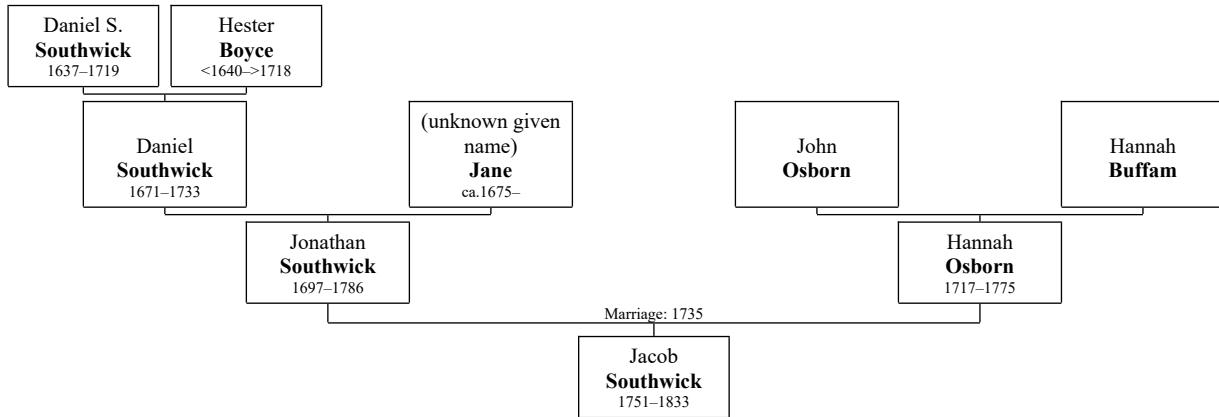 Daniel S.
Southwick
1637–1719
Hester
Boyce
<1640–>1718
Daniel
Southwick
1671–1733
(unknown given
name)
Jane
ca.1675–
John
Osborn
Hannah
Buffam
Jonathan
Southwick
1697–1786
Hannah
Osborn
1717–1775
Marriage: 1735
Jacob
Southwick
1751–1833